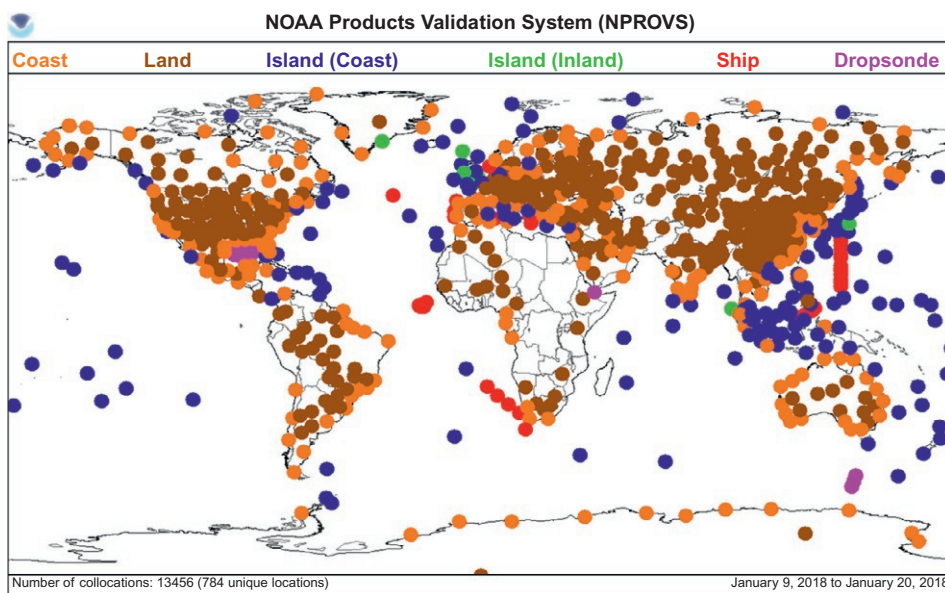 NOAA Products Validation System (NPROVS)
Coast Land Island (Coast) Island (Inland) Ship Dropsonde
Number of collocations: 13456 (784 unique locations) January 9, 2018 to January 20, 2018